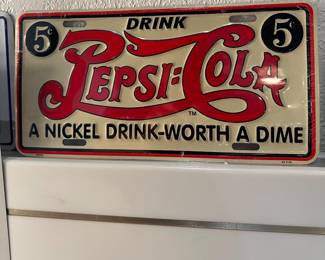 DRINK
5¢ 5¢
PEPSI:COLA
TM
A NICKEL DRINK-WORTH A DIME